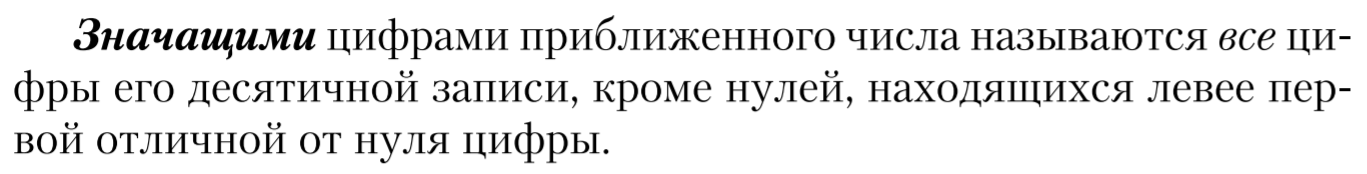 Значащими цифрами приближенного числа называются все ци-
фры его десятичной записи, кроме нулей, находящихся левее пер-
вой отличной от нуля цифры.